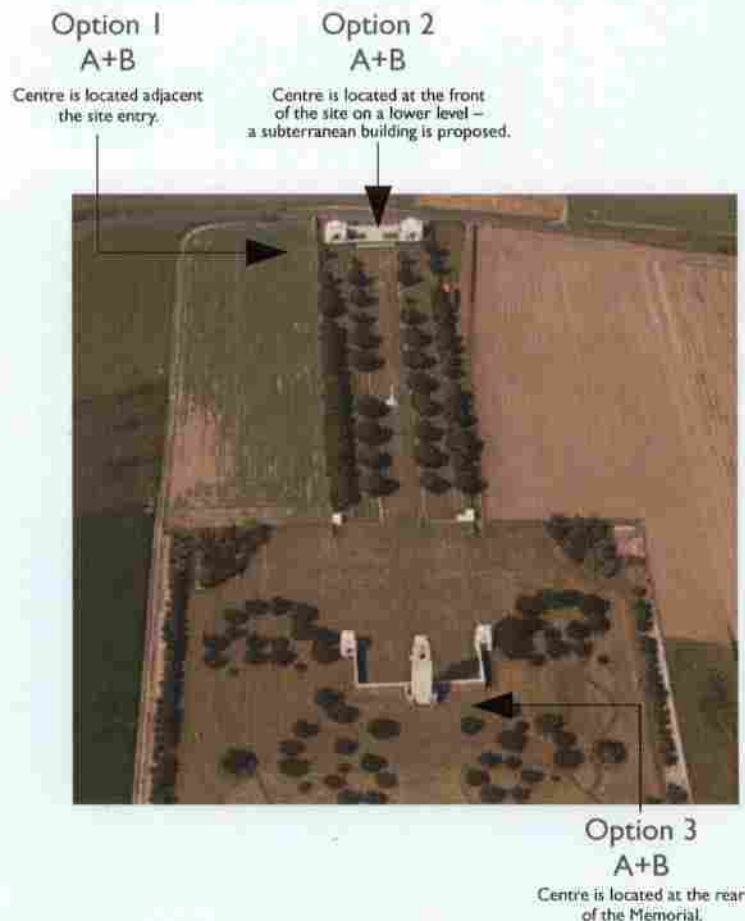 Option 1
A+B
Centre is located adjacent
the site entry.
Option 2
A+B
Centre is located at the front
of the site on a lower level –
a subterranean building is proposed.
Option 3
A+B
Centre is located at the rear
of the Memorial.